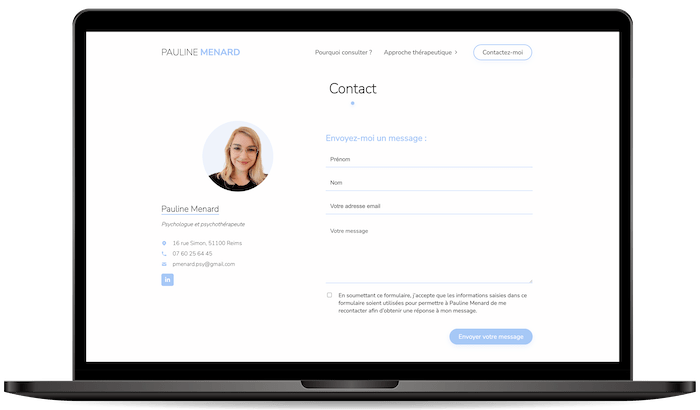 PAULINE MENARD
Pourquoi consulter ?
Approche thérapeutique
Contactez-moi
Contact
Pauline Menard
Psychologue et psychothérapeute
16 rue Simon, 51100 Reims
07 60 25 64 45
pmenard.psy@gmail.com
in
Envoyez-moi un message :
Prénom
Nom
Votre adresse email
Votre message
En soumettant ce formulaire, j'accepte que les informations saisies dans ce
formulaire soient utilisées pour permettre à Pauline Menard de me
recontacter afin d'obtenir une réponse à mon message.
Envoyer votre message